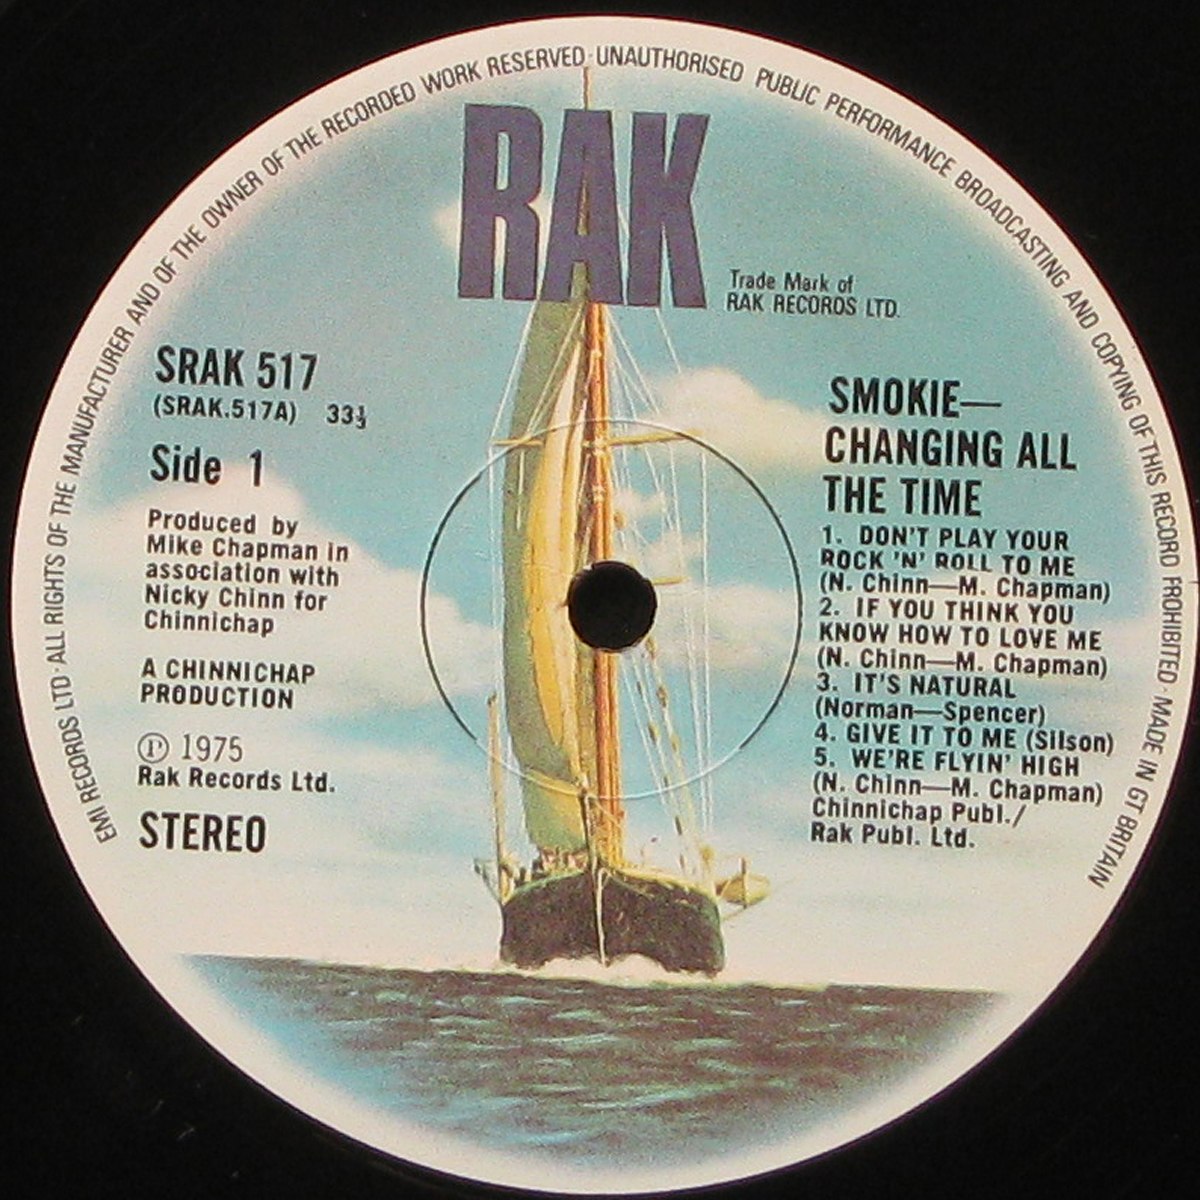 EMI RECORDS LTD · ALL RIGHTS OF THE MANUFACTURER AND OF THE OWNER OF THE RECORDED WORK RESERVED · UNAUTHORISED PUBLIC PERFORMANCE BROADCASTING AND COPYING OF THIS RECORD PROHIBITED · MADE IN GT BRITAIN
RAK
Trade Mark of
RAK RECORDS LTD.
SRAK 517
(SRAK.517A) 33⅓
Side 1
Produced by
Mike Chapman in
association with
Nicky Chinn for
Chinnichap
A CHINNICHAP
PRODUCTION
℗ 1975
Rak Records Ltd.
STEREO
SMOKIE—
CHANGING ALL
THE TIME
1. DON'T PLAY YOUR
ROCK 'N' ROLL TO ME
(N. Chinn—M. Chapman)
2. IF YOU THINK YOU
KNOW HOW TO LOVE ME
(N. Chinn—M. Chapman)
3. IT'S NATURAL
(Norman—Spencer)
4. GIVE IT TO ME (Silson)
5. WE'RE FLYIN' HIGH
(N. Chinn—M. Chapman)
Chinnichap Publ./
Rak Publ. Ltd.